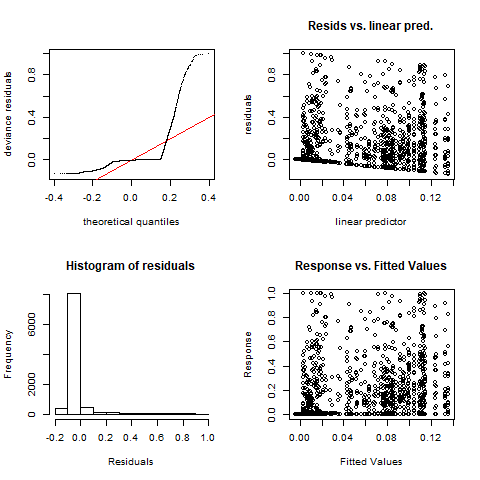 deviance residuals
0.0 0.4 0.8
-0.4 -0.2 0.0 0.2 0.4
theoretical quantiles
Resids vs. linear pred.
residuals
0.0 0.4 0.8
0.00 0.04 0.08 0.12
linear predictor
Histogram of residuals
Frequency
0 2000 6000
-0.2 0.0 0.2 0.4 0.6 0.8 1.0
Residuals
Response vs. Fitted Values
Response
0.0 0.2 0.4 0.6 0.8 1.0
0.00 0.04 0.08 0.12
Fitted Values